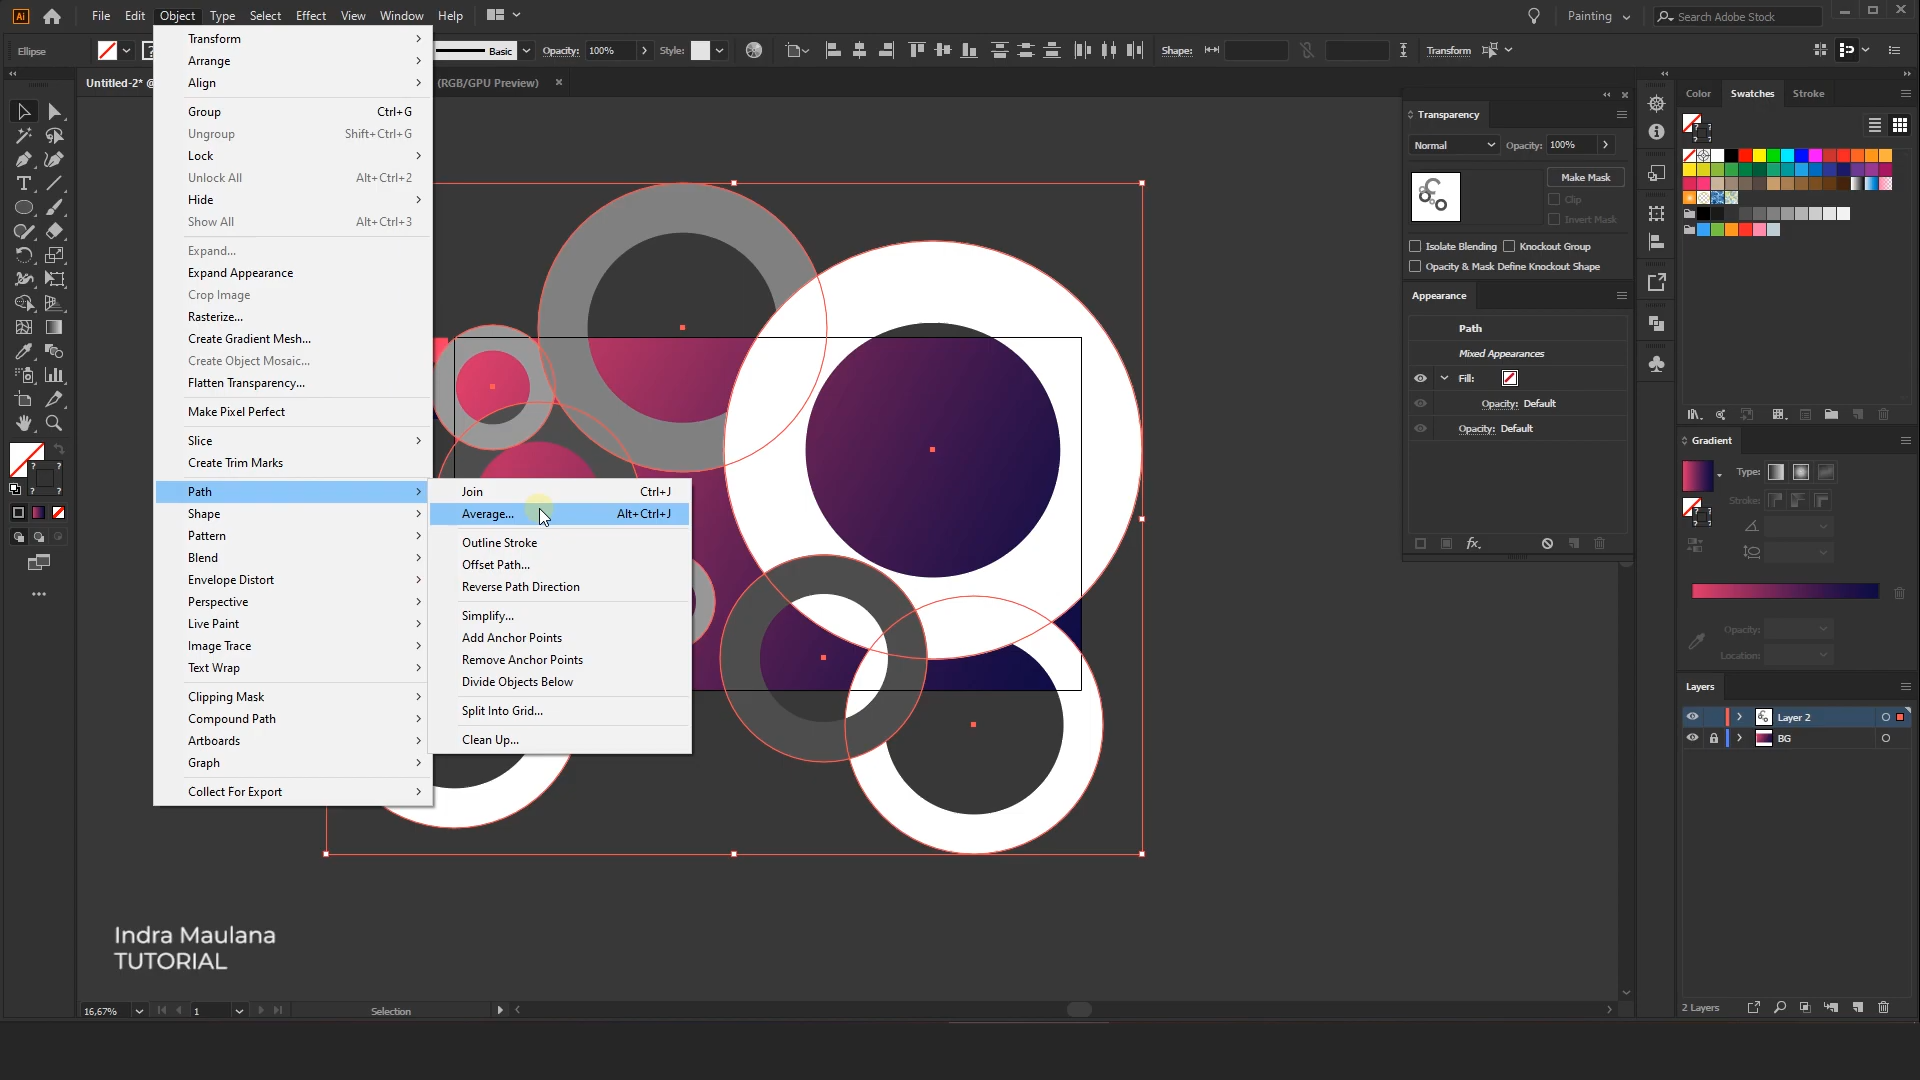 Ai File Edit Object Type Select Effect View Window Help Painting Search Adobe Stock
Ellipse Basic Opacity: 100% Style: Shape: Transform
Untitled-2* @ (RGB/GPU Preview)
Transform
Arrange
Align
Group Ctrl+G
Ungroup Shift+Ctrl+G
Lock
Unlock All Alt+Ctrl+2
Hide
Show All Alt+Ctrl+3
Expand...
Expand Appearance
Crop Image
Rasterize...
Create Gradient Mesh...
Create Object Mosaic...
Flatten Transparency...
Make Pixel Perfect
Slice
Create Trim Marks
Path
Shape
Pattern
Blend
Envelope Distort
Perspective
Live Paint
Image Trace
Text Wrap
Clipping Mask
Compound Path
Artboards
Graph
Collect For Export
Join Ctrl+J
Average... Alt+Ctrl+J
Outline Stroke
Offset Path...
Reverse Path Direction
Simplify...
Add Anchor Points
Remove Anchor Points
Divide Objects Below
Split Into Grid...
Clean Up...
Transparency
Normal Opacity: 100%
Make Mask
Clip
Invert Mask
Isolate Blending Knockout Group
Opacity & Mask Define Knockout Shape
Appearance
Path
Mixed Appearances
Fill:
Opacity: Default
Opacity: Default
fx
Color Swatches Stroke
Gradient
Type:
Stroke:
Opacity:
Location:
Layers
Layer 2
BG
2 Layers
Indra Maulana
TUTORIAL
16,67% 1 Selection